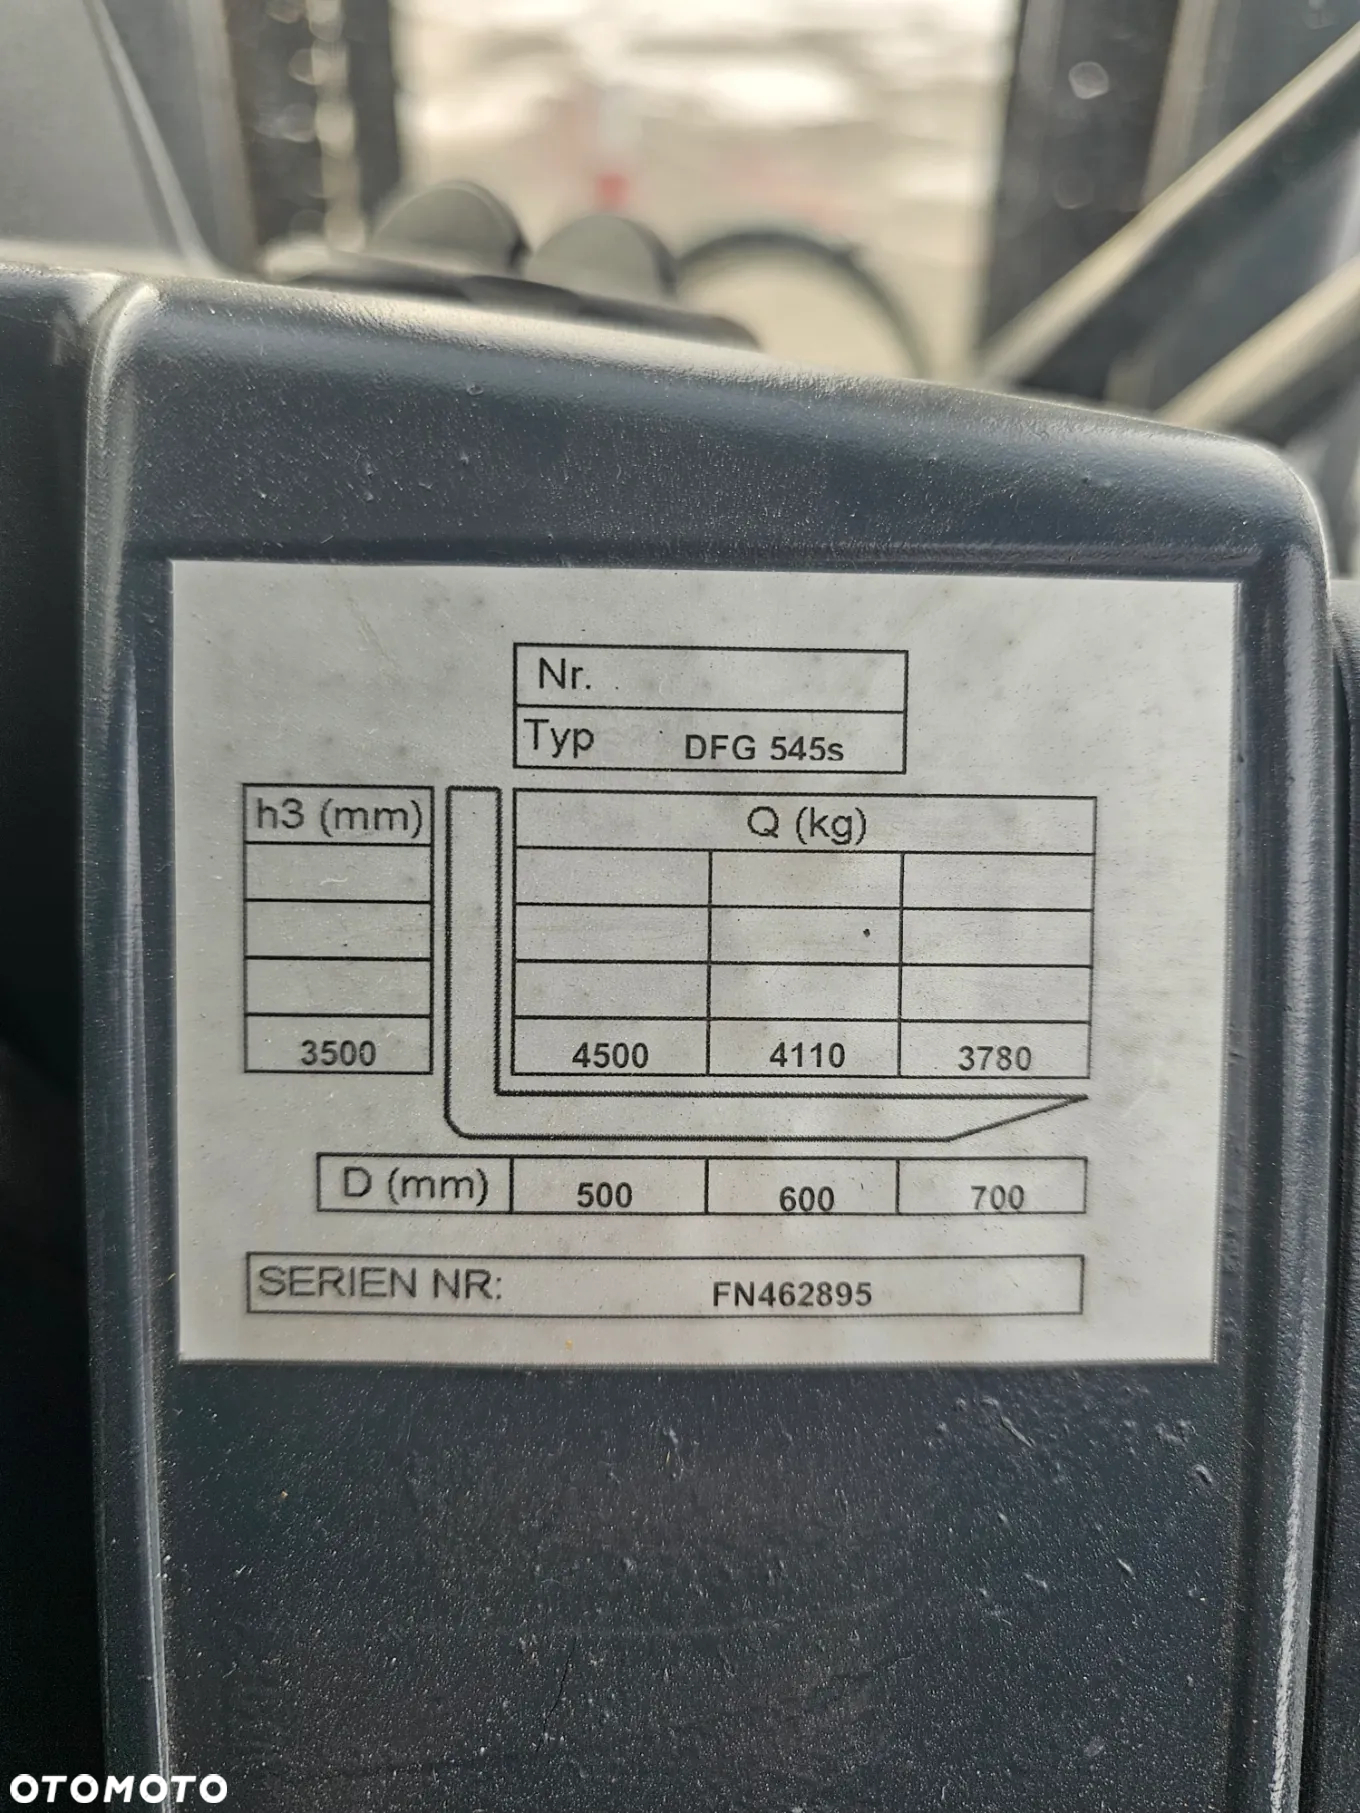 Nr.
Typ DFG 545s
h3 (mm) Q (kg)
3500 4500 4110 3780
D (mm) 500 600 700
SERIEN NR: FN462895
OTOMOTO